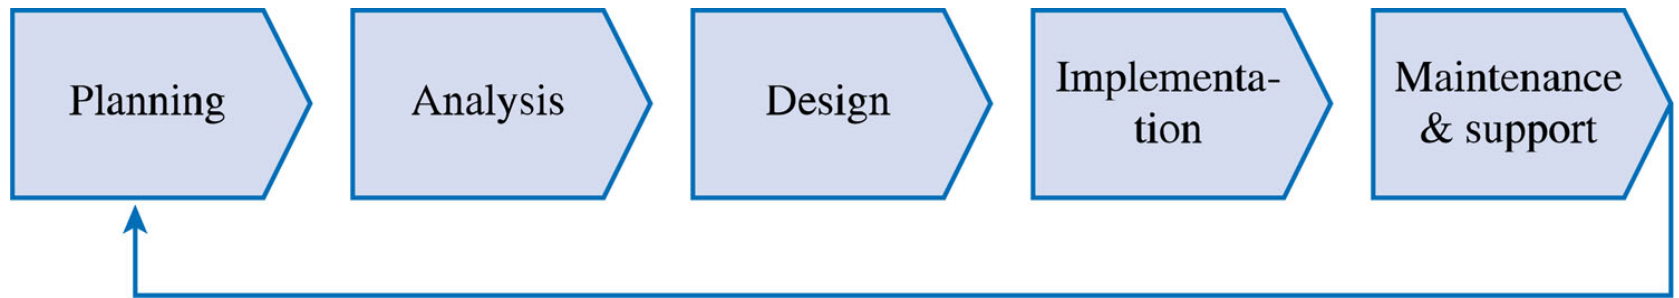 Planning
Analysis
Design
Implementa-
tion
Maintenance
& support